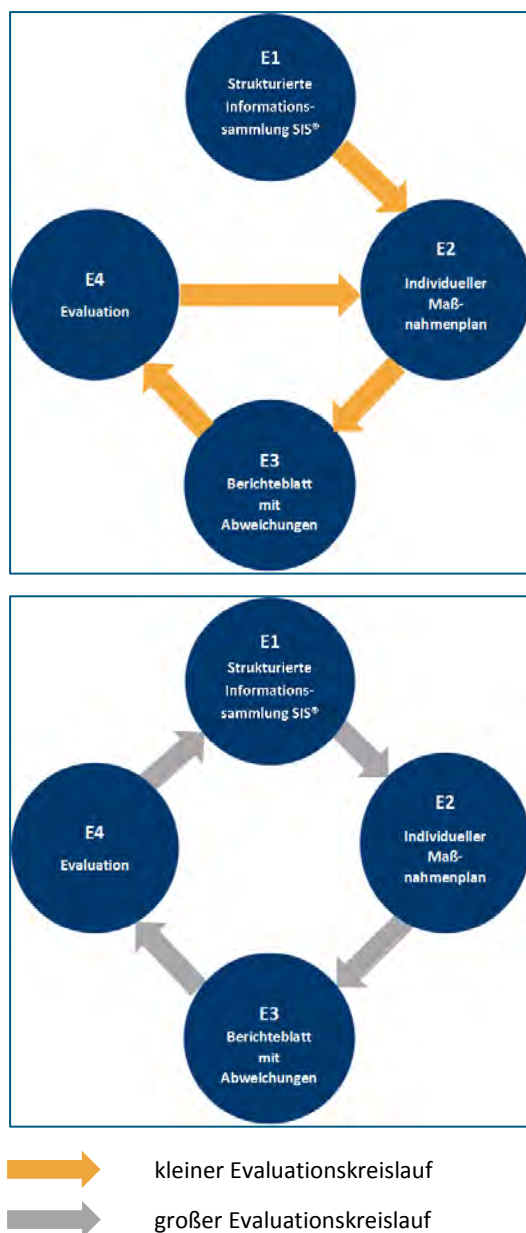 E1
Strukturierte
Informations-
sammlung SIS®
E4
Evaluation
E2
Individueller
Maß-
nahmenplan
E3
Berichteblatt
mit
Abweichungen
E1
Strukturierte
Informations-
sammlung SIS®
E4
Evaluation
E2
Individueller
Maß-
nahmenplan
E3
Berichteblatt
mit
Abweichungen
kleiner Evaluationskreislauf
großer Evaluationskreislauf